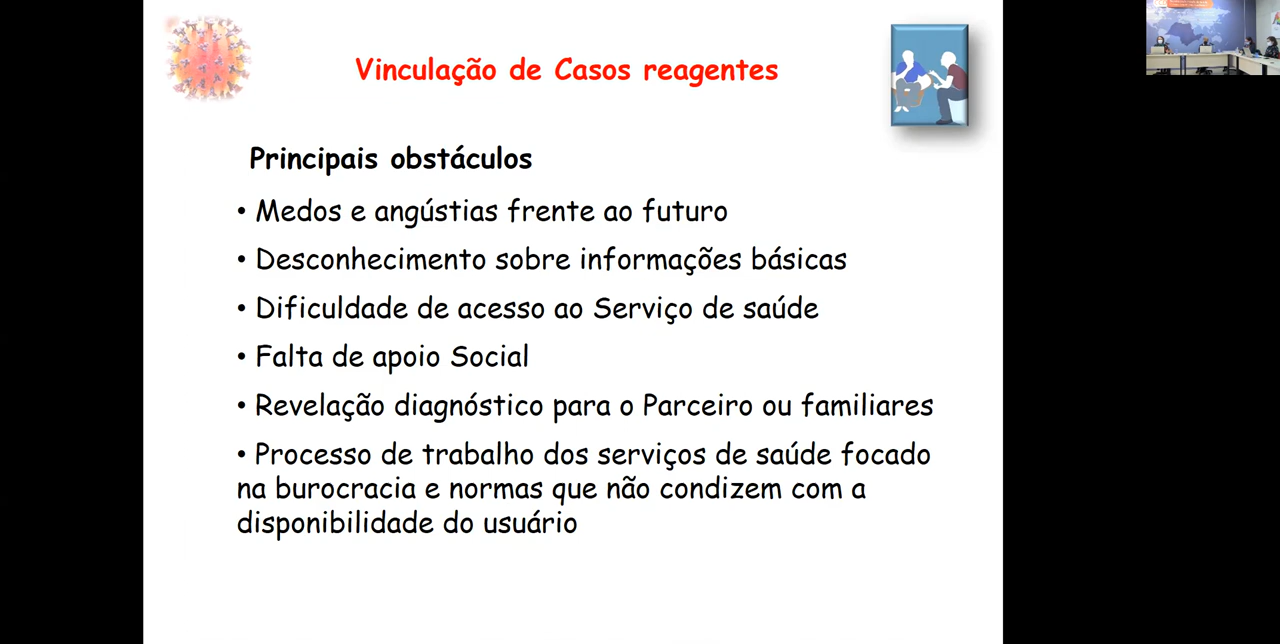 Vinculação de Casos reagentes
Principais obstáculos
• Medos e angústias frente ao futuro
• Desconhecimento sobre informações básicas
• Dificuldade de acesso ao Serviço de saúde
• Falta de apoio Social
• Revelação diagnóstico para o Parceiro ou familiares
• Processo de trabalho dos serviços de saúde focado
na burocracia e normas que não condizem com a
disponibilidade do usuário